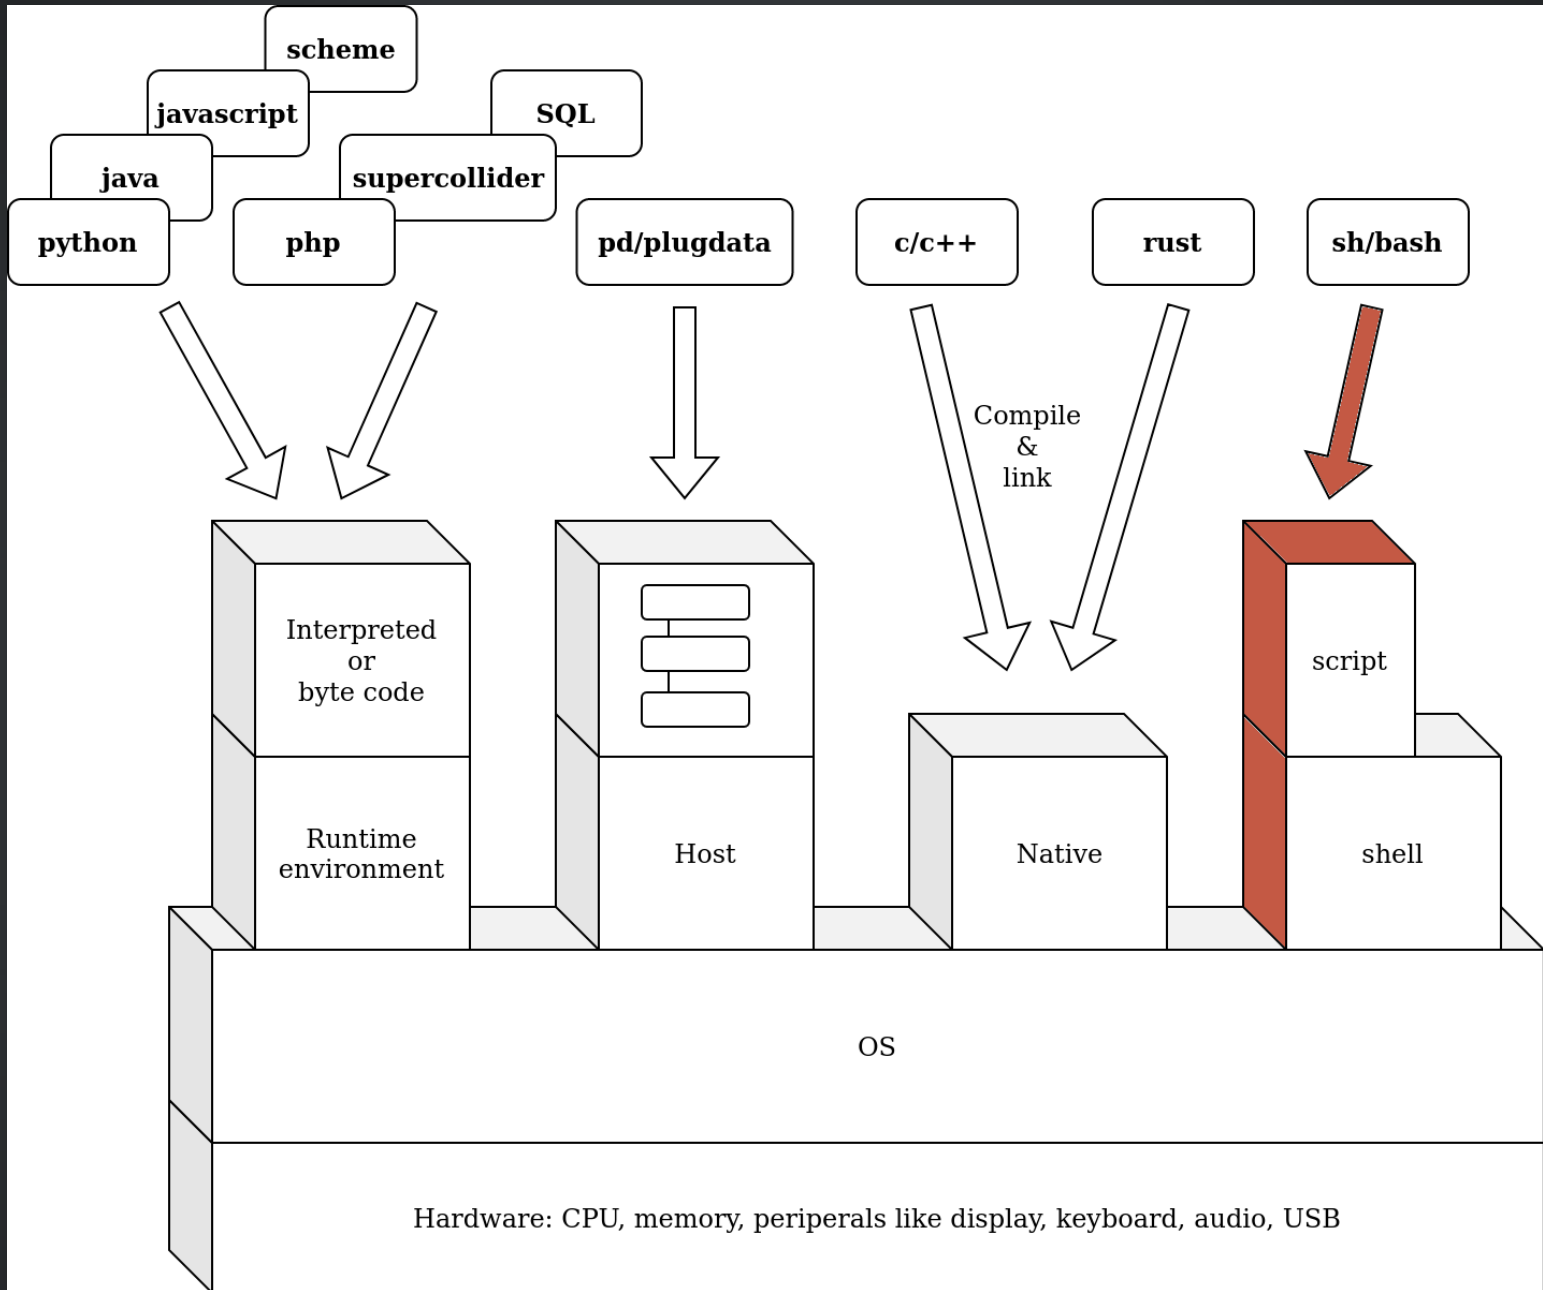 scheme
javascript
SQL
java
supercollider
python
php
pd/plugdata
c/c++
rust
sh/bash
Compile
&
link
Interpreted
or
byte code
script
Runtime
environment
Host
Native
shell
OS
Hardware: CPU, memory, periperals like display, keyboard, audio, USB